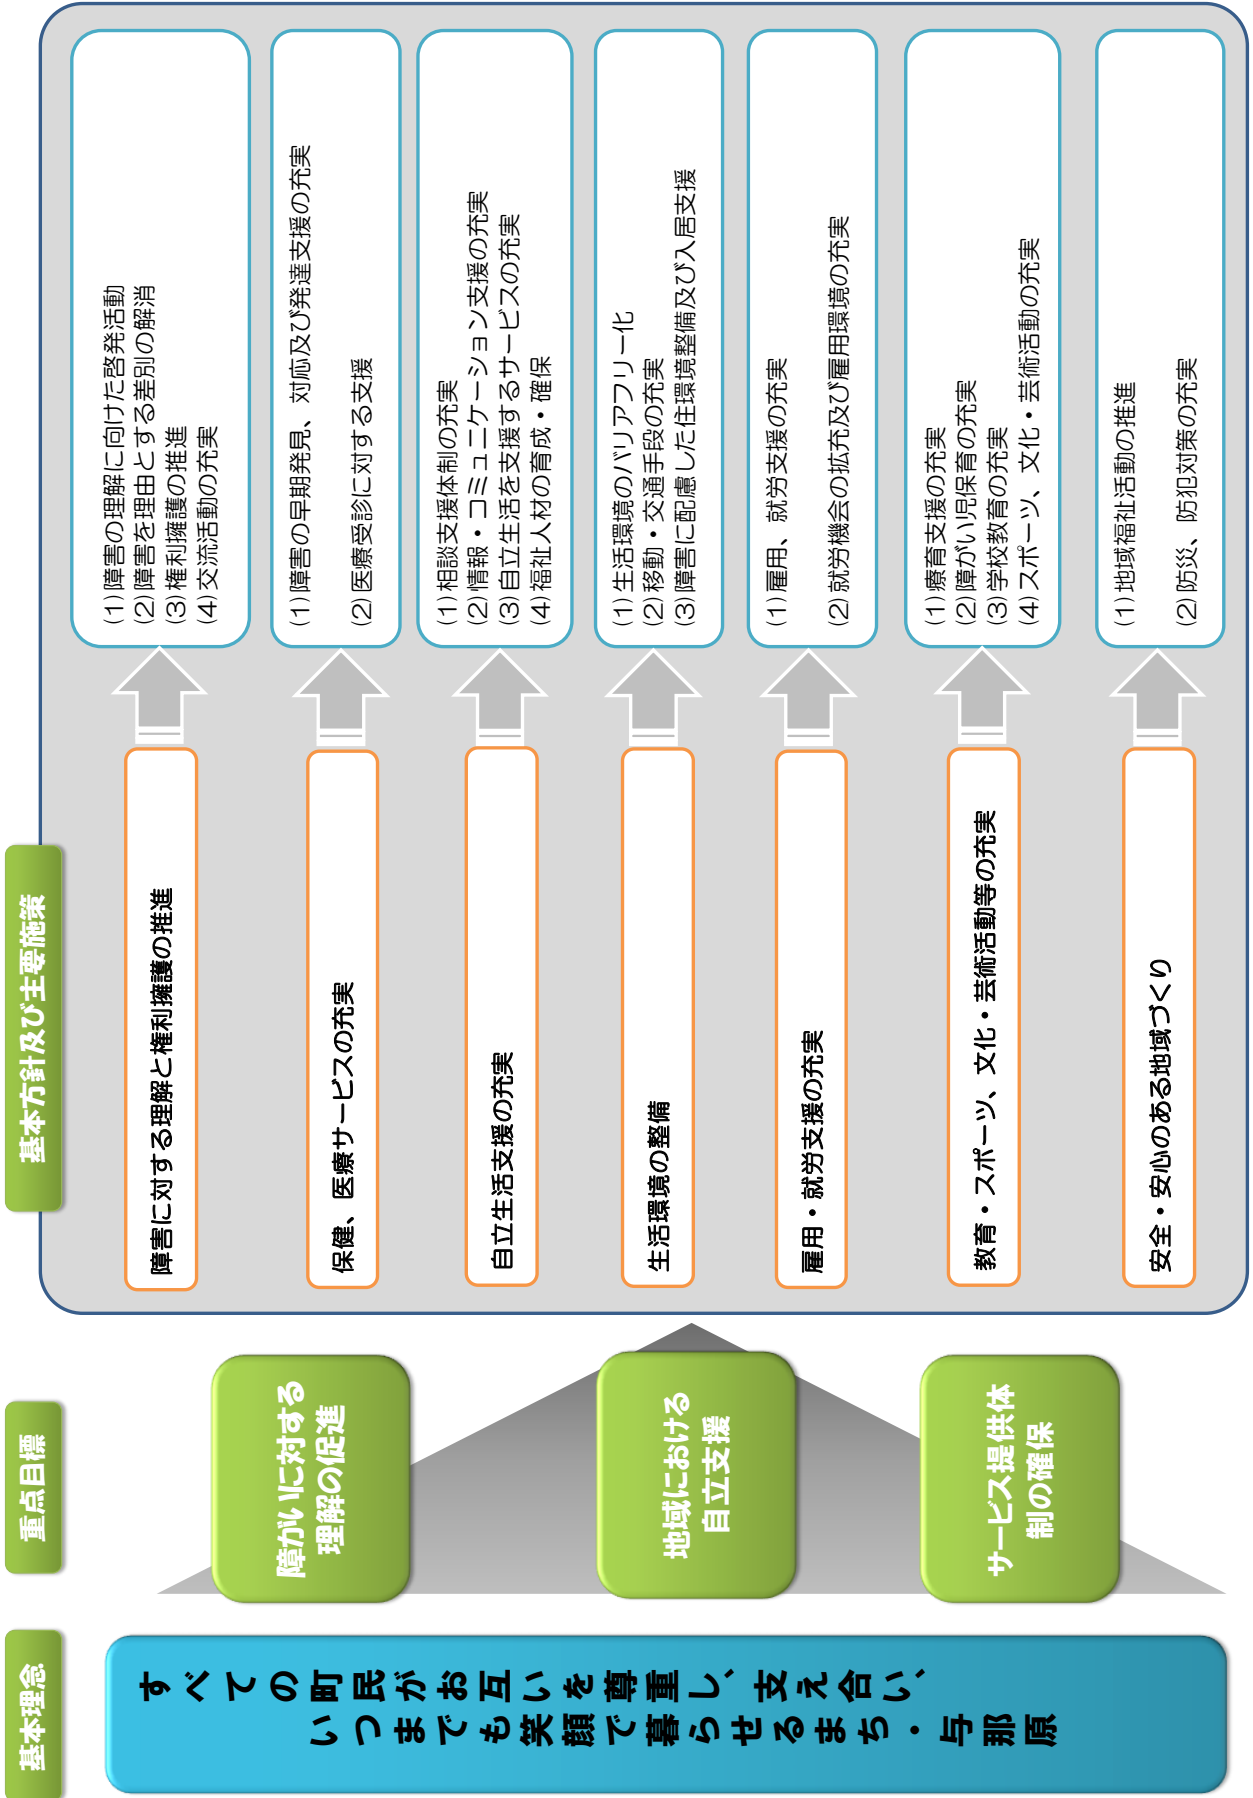 基本理念
すべての町民がお互いを尊重し、支え合い、
いつまでも笑顔で暮らせるまち・与那原
重点目標
障がいに対する
理解の促進
地域における
自立支援
サービス提供体
制の確保
基本方針及び主要施策
障害に対する理解と権利擁護の推進
(1)障害の理解に向けた啓発活動
(2)障害を理由とする差別の解消
(3)権利擁護の推進
(4)交流活動の充実
保健、医療サービスの充実
(1)障害の早期発見、対応及び発達支援の充実
(2)医療受診に対する支援
自立生活支援の充実
(1)相談支援体制の充実
(2)情報・コミュニケーション支援の充実
(3)自立生活を支援するサービスの充実
(4)福祉人材の育成・確保
生活環境の整備
(1)生活環境のバリアフリー化
(2)移動・交通手段の充実
(3)障害に配慮した住環境整備及び入居支援
雇用・就労支援の充実
(1)雇用、就労支援の充実
(2)就労機会の拡充及び雇用環境の充実
教育・スポーツ、文化・芸術活動等の充実
(1)療育支援の充実
(2)障がい児保育の充実
(3)学校教育の充実
(4)スポーツ、文化・芸術活動の充実
安全・安心のある地域づくり
(1)地域福祉活動の推進
(2)防災、防犯対策の充実